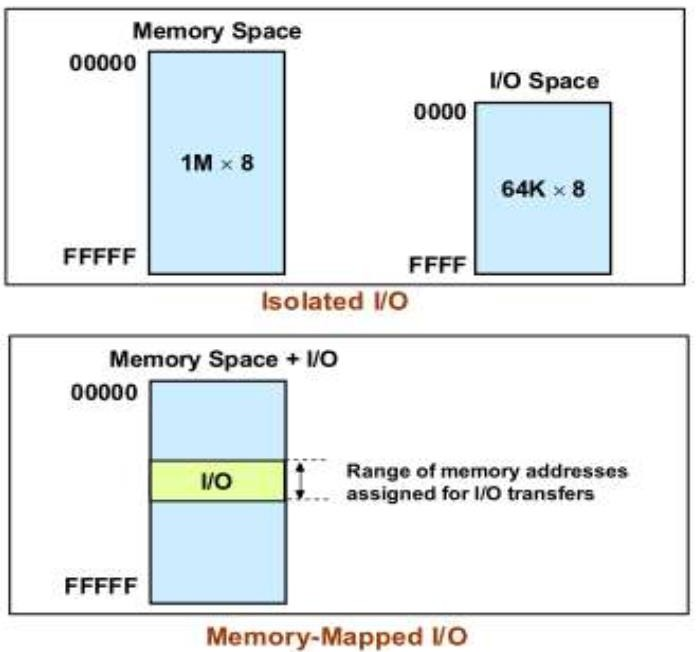 Memory Space
00000
I/O Space
0000
1M × 8
64K × 8
FFFFF
FFFF
Isolated I/O
Memory Space + I/O
00000
I/O
Range of memory addresses
assigned for I/O transfers
FFFFF
Memory-Mapped I/O